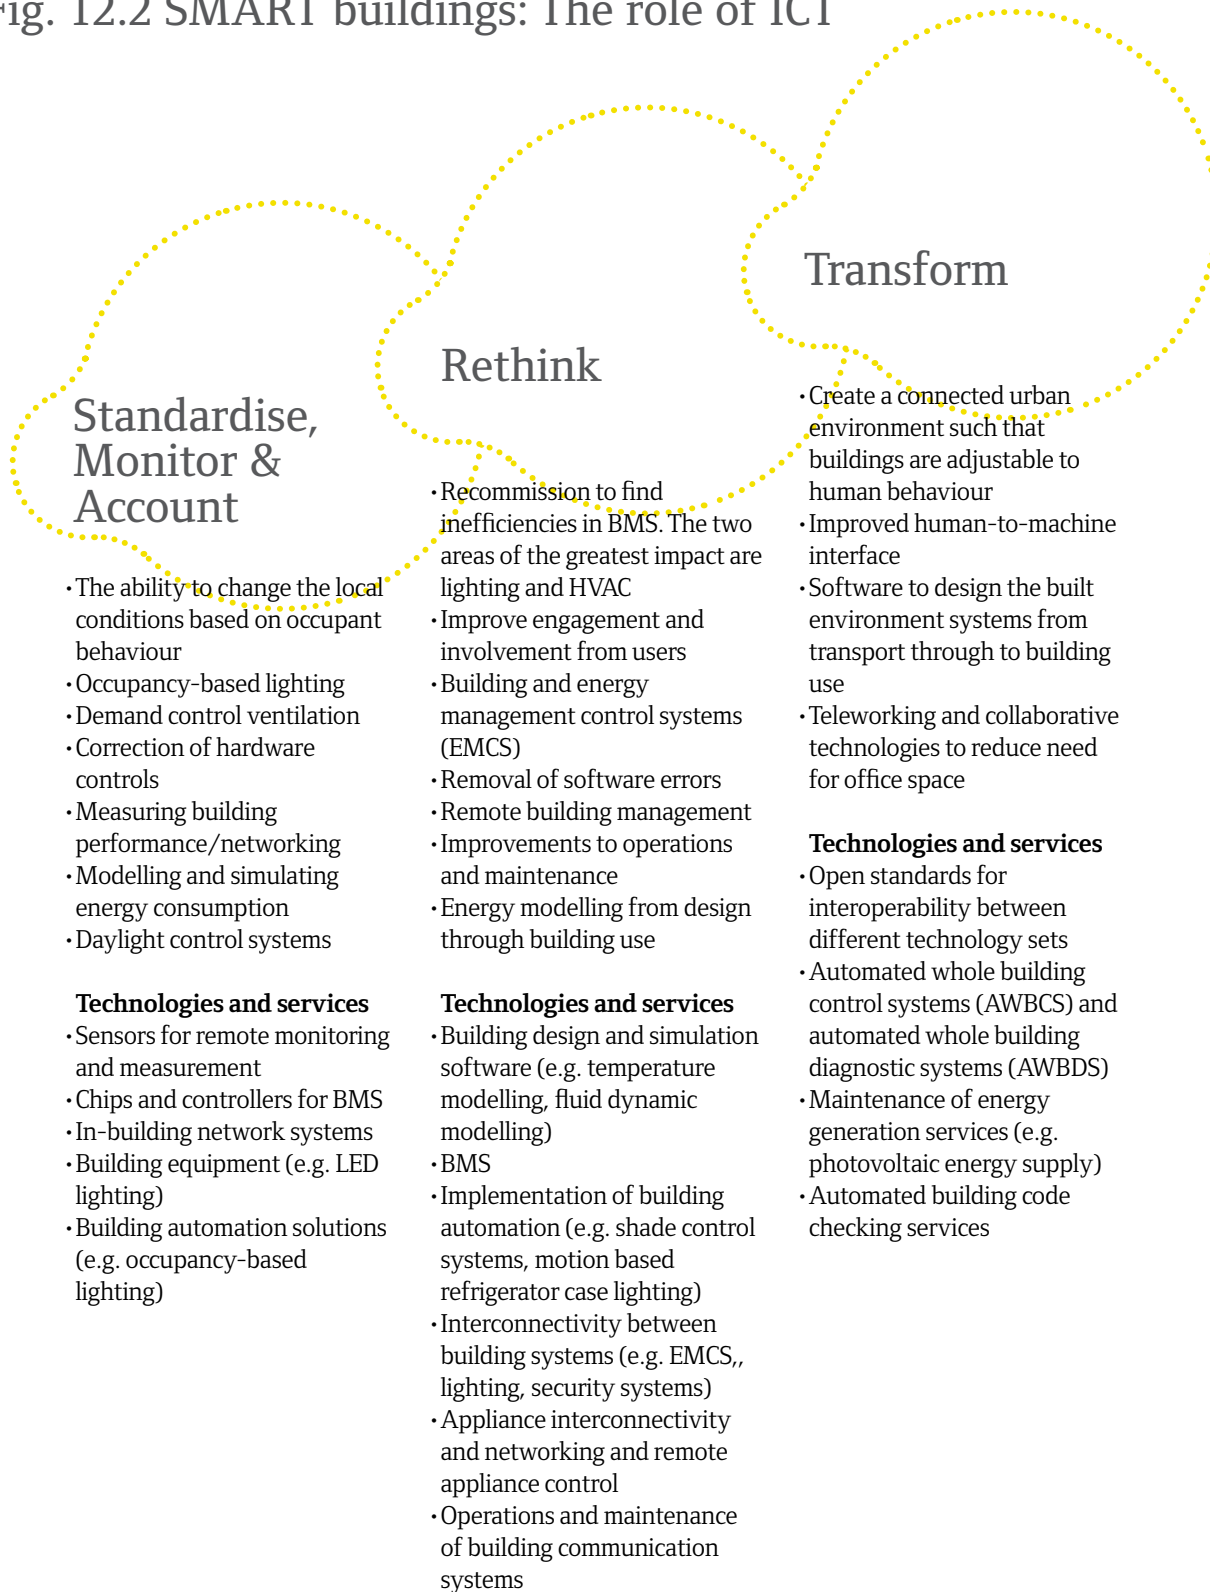 Fig. 12.2 SMART buildings: The role of ICT
Standardise,
Monitor &
Account
·The ability to change the local
conditions based on occupant
behaviour
·Occupancy-based lighting
·Demand control ventilation
·Correction of hardware
controls
·Measuring building
performance/networking
·Modelling and simulating
energy consumption
·Daylight control systems
Technologies and services
·Sensors for remote monitoring
and measurement
·Chips and controllers for BMS
·In-building network systems
·Building equipment (e.g. LED
lighting)
·Building automation solutions
(e.g. occupancy-based
lighting)
Rethink
·Recommission to find
inefficiencies in BMS. The two
areas of the greatest impact are
lighting and HVAC
·Improve engagement and
involvement from users
·Building and energy
management control systems
(EMCS)
·Removal of software errors
·Remote building management
·Improvements to operations
and maintenance
·Energy modelling from design
through building use
Technologies and services
·Building design and simulation
software (e.g. temperature
modelling, fluid dynamic
modelling)
·BMS
·Implementation of building
automation (e.g. shade control
systems, motion based
refrigerator case lighting)
·Interconnectivity between
building systems (e.g. EMCS,,
lighting, security systems)
·Appliance interconnectivity
and networking and remote
appliance control
·Operations and maintenance
of building communication
systems
Transform
·Create a connected urban
environment such that
buildings are adjustable to
human behaviour
·Improved human-to-machine
interface
·Software to design the built
environment systems from
transport through to building
use
·Teleworking and collaborative
technologies to reduce need
for office space
Technologies and services
·Open standards for
interoperability between
different technology sets
·Automated whole building
control systems (AWBCS) and
automated whole building
diagnostic systems (AWBDS)
·Maintenance of energy
generation services (e.g.
photovoltaic energy supply)
·Automated building code
checking services